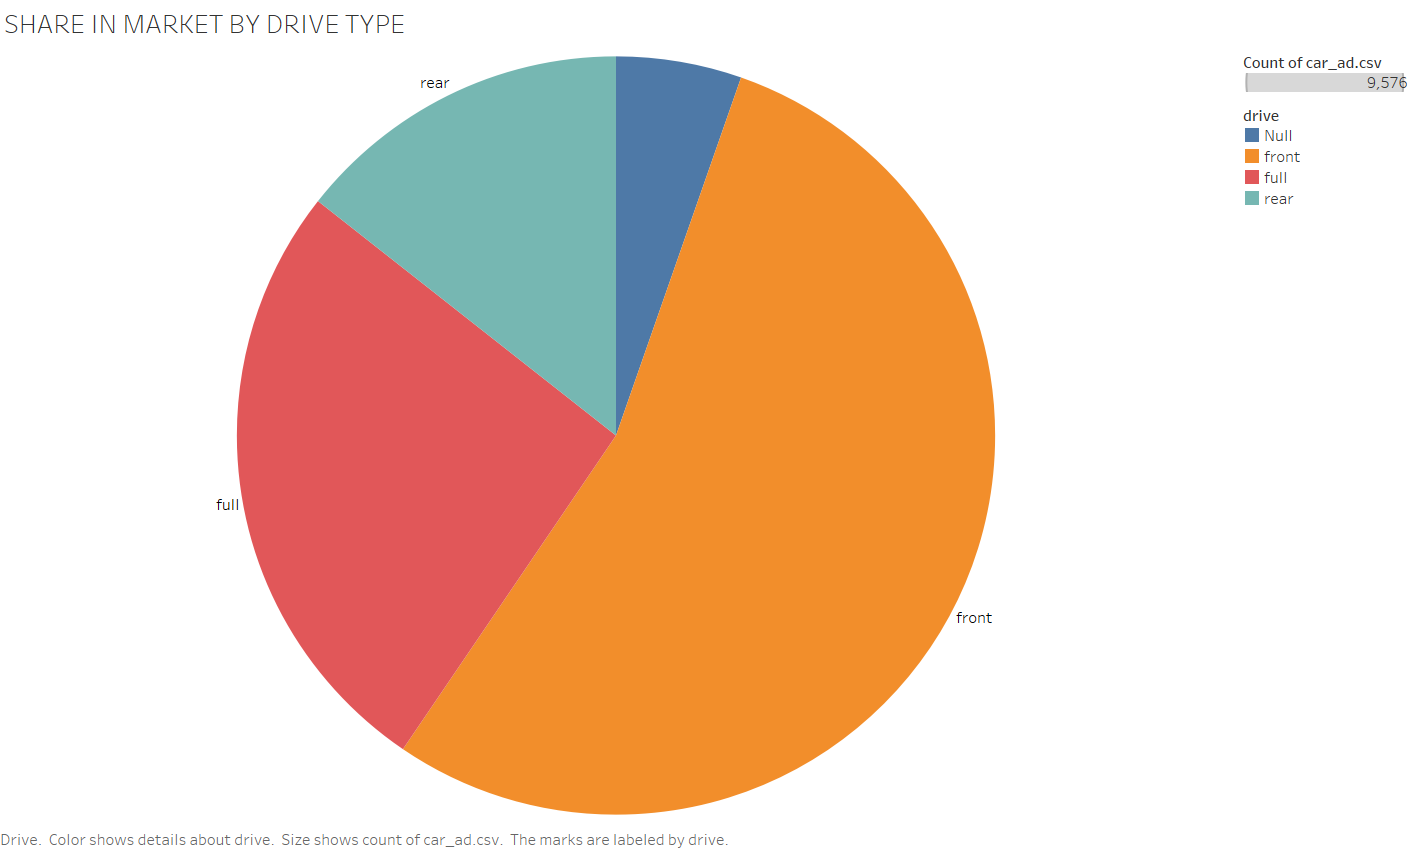 SHARE IN MARKET BY DRIVE TYPE
Count of car_ad.csv
9,576
drive
Null
front
full
rear
rear
full
front
Drive.  Color shows details about drive.  Size shows count of car_ad.csv.  The marks are labeled by drive.